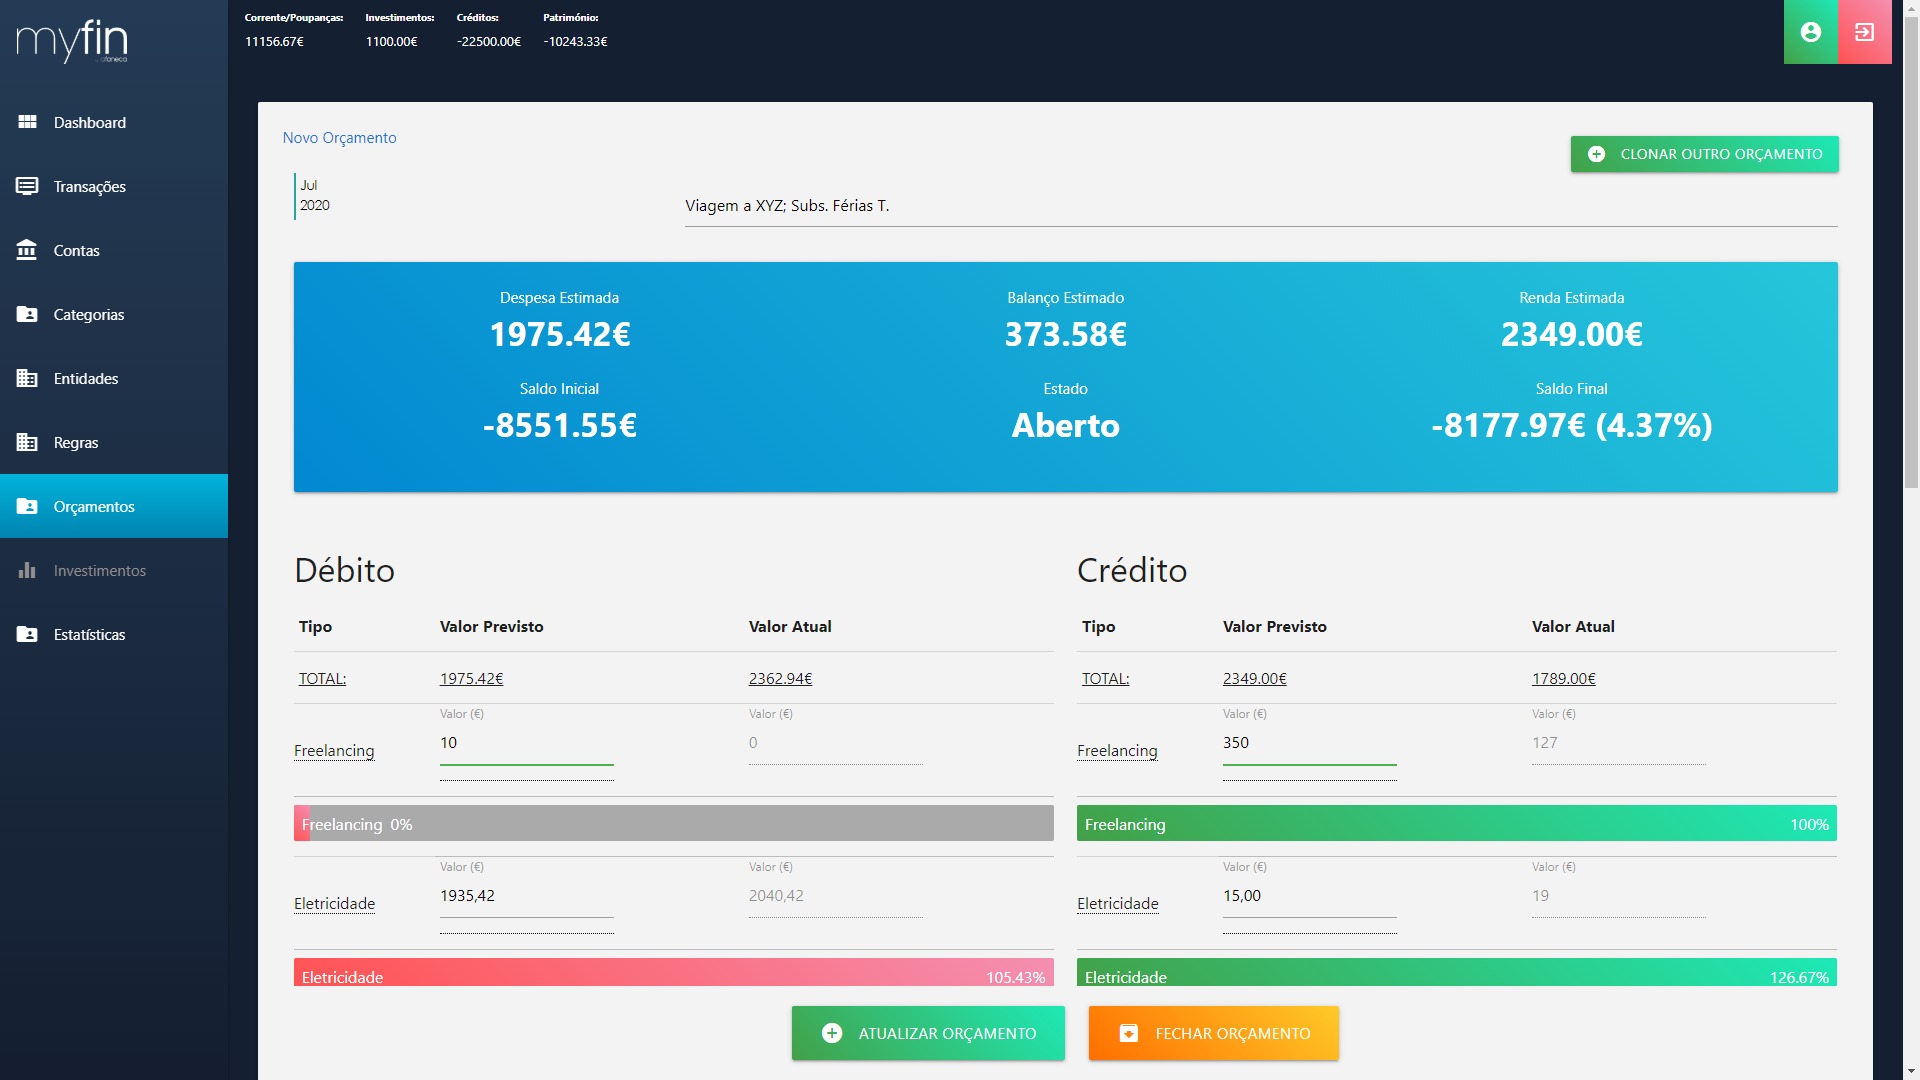 myfin
by afaneca
Corrente/Poupanças: Investimentos: Créditos: Património:
11156.67€ 1100.00€ -22500.00€ -10243.33€
Dashboard
Transações
Contas
Categorias
Entidades
Regras
Orçamentos
Investimentos
Estatísticas
Novo Orçamento
CLONAR OUTRO ORÇAMENTO
Jul
2020
Viagem a XYZ; Subs. Férias T.
Despesa Estimada Balanço Estimado Renda Estimada
1975.42€ 373.58€ 2349.00€
Saldo Inicial Estado Saldo Final
-8551.55€ Aberto -8177.97€ (4.37%)
Débito
Tipo Valor Previsto Valor Atual
TOTAL: 1975.42€ 2362.94€
Valor (€) Valor (€)
Freelancing 10 0
Freelancing 0%
Valor (€) Valor (€)
Eletricidade 1935,42 2040,42
Eletricidade 105.43%
Crédito
Tipo Valor Previsto Valor Atual
TOTAL: 2349.00€ 1789.00€
Valor (€) Valor (€)
Freelancing 350 127
Freelancing 100%
Valor (€) Valor (€)
Eletricidade 15,00 19
Eletricidade 126.67%
ATUALIZAR ORÇAMENTO
FECHAR ORÇAMENTO